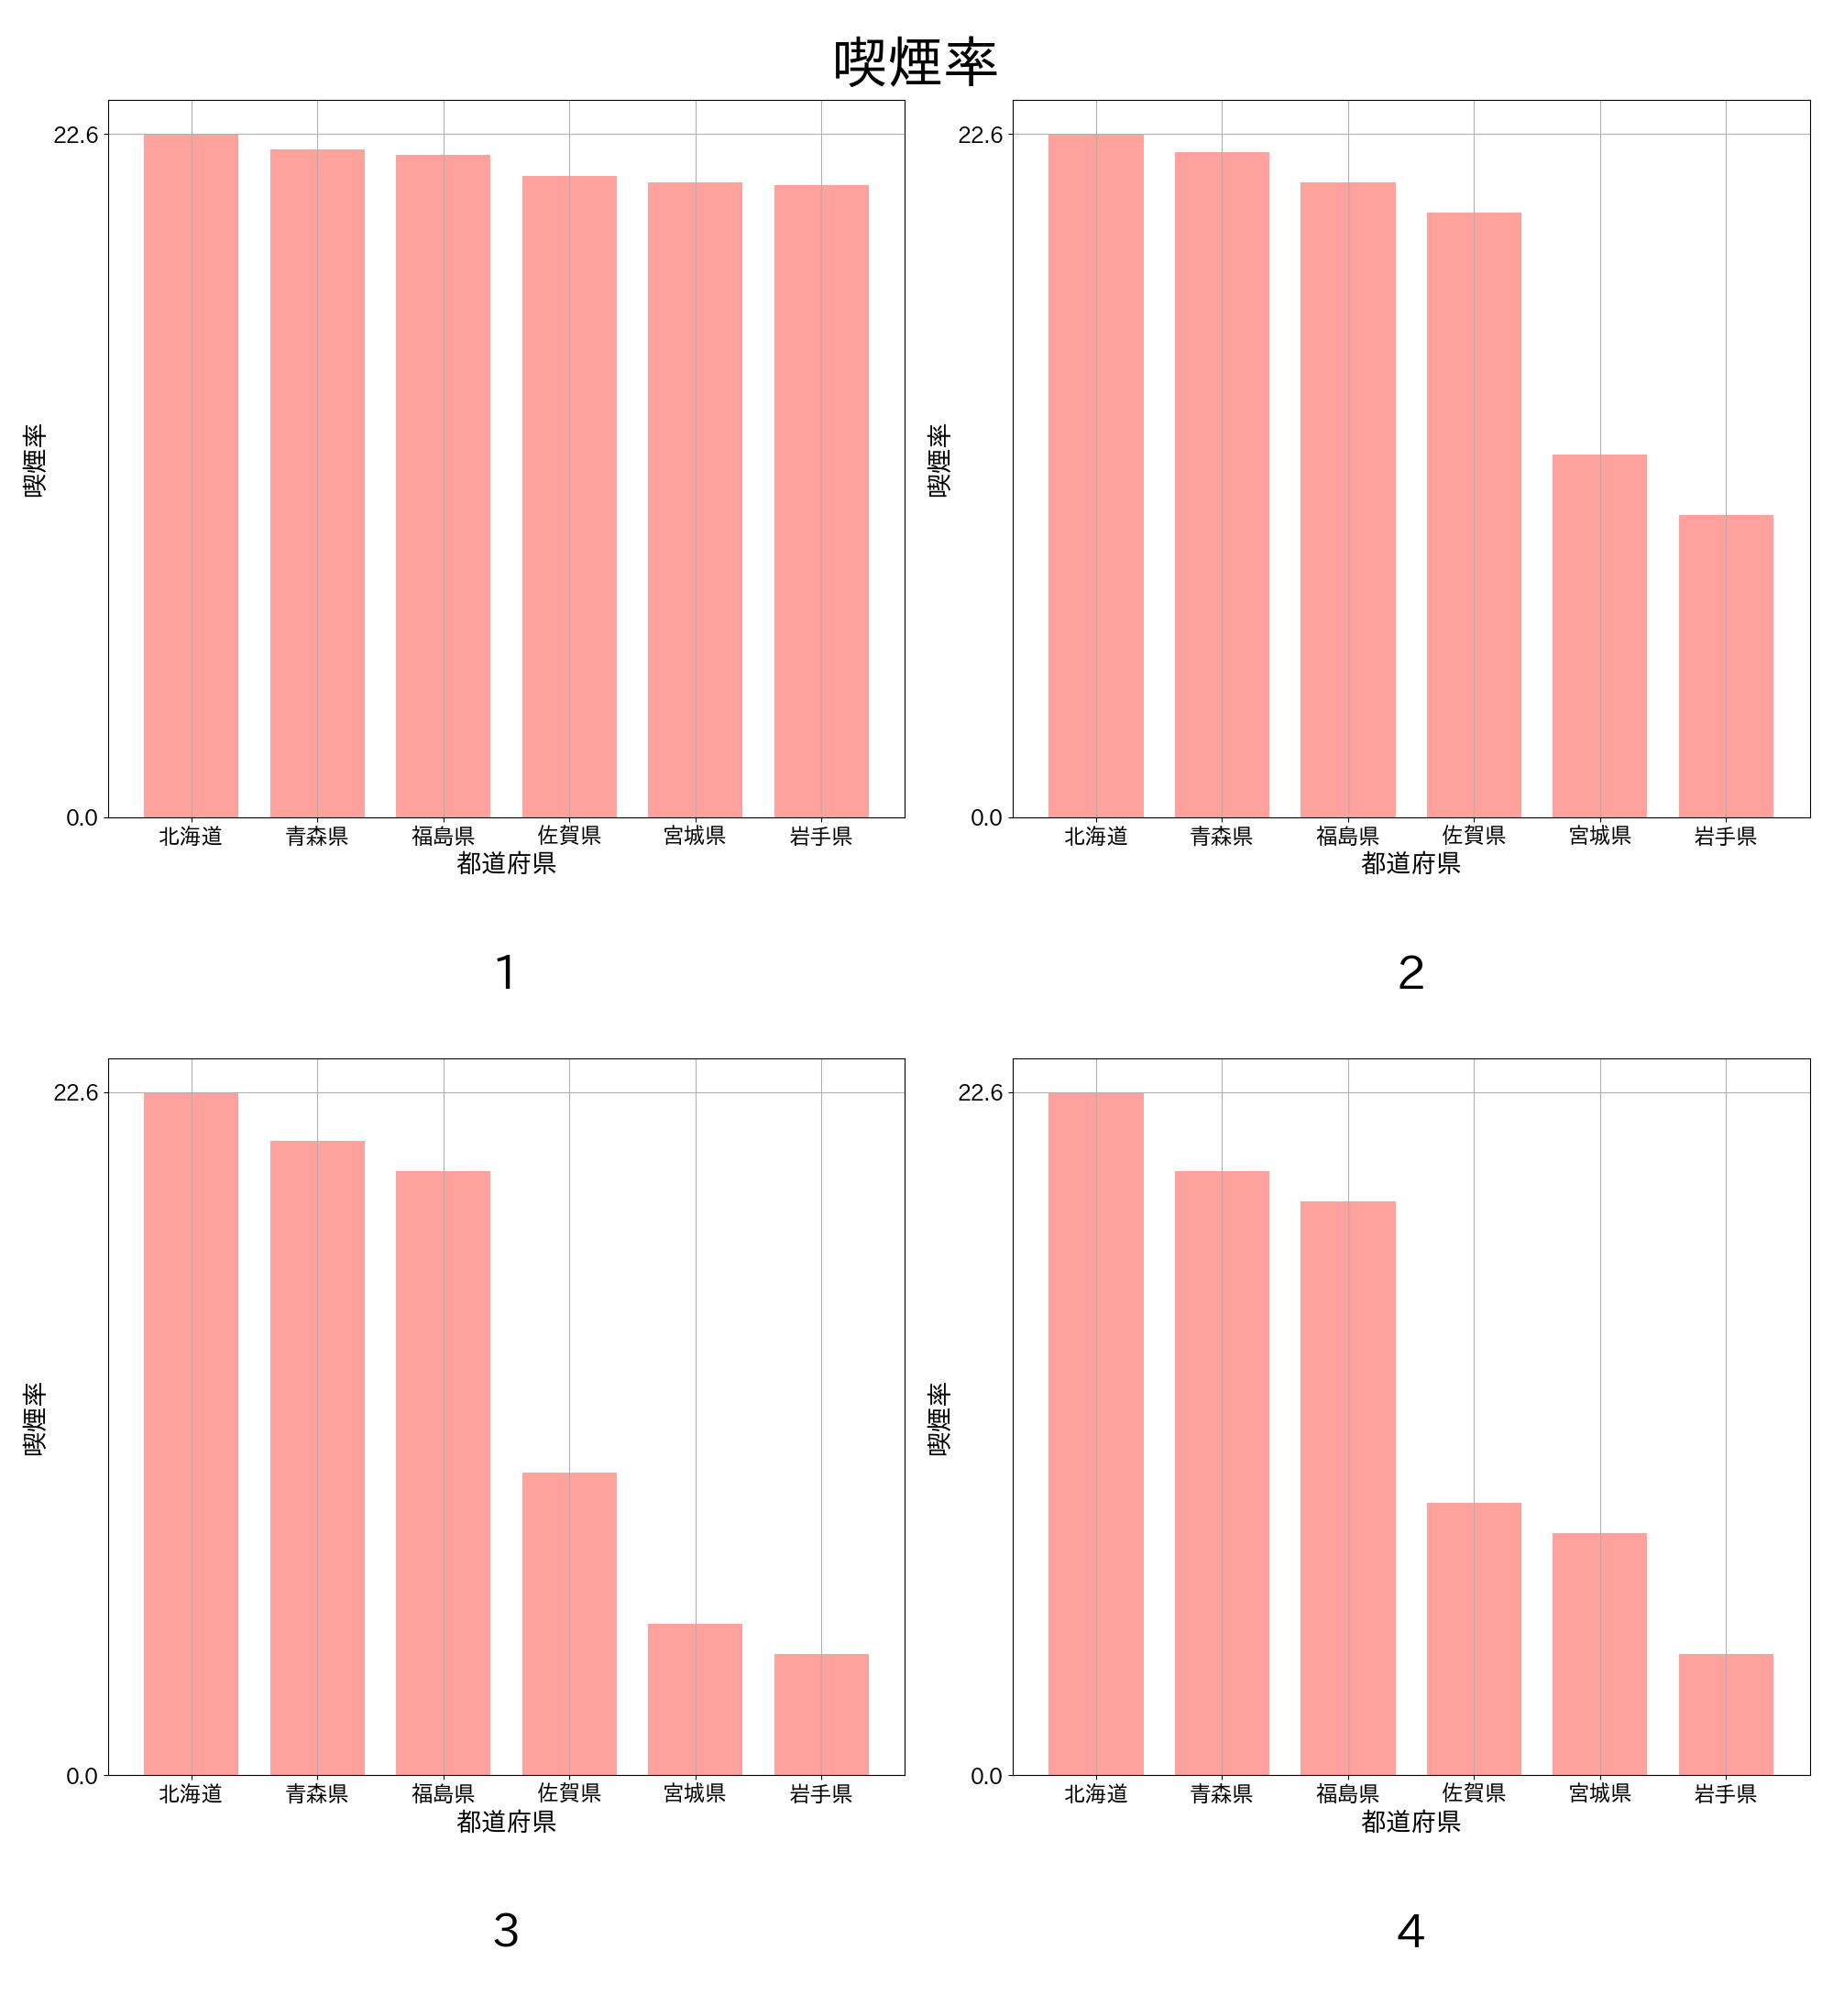 喫煙率
喫煙率
22.6
0.0
北海道 青森県 福島県 佐賀県 宮城県 岩手県
都道府県
1
喫煙率
22.6
0.0
北海道 青森県 福島県 佐賀県 宮城県 岩手県
都道府県
2
喫煙率
22.6
0.0
北海道 青森県 福島県 佐賀県 宮城県 岩手県
都道府県
3
喫煙率
22.6
0.0
北海道 青森県 福島県 佐賀県 宮城県 岩手県
都道府県
4